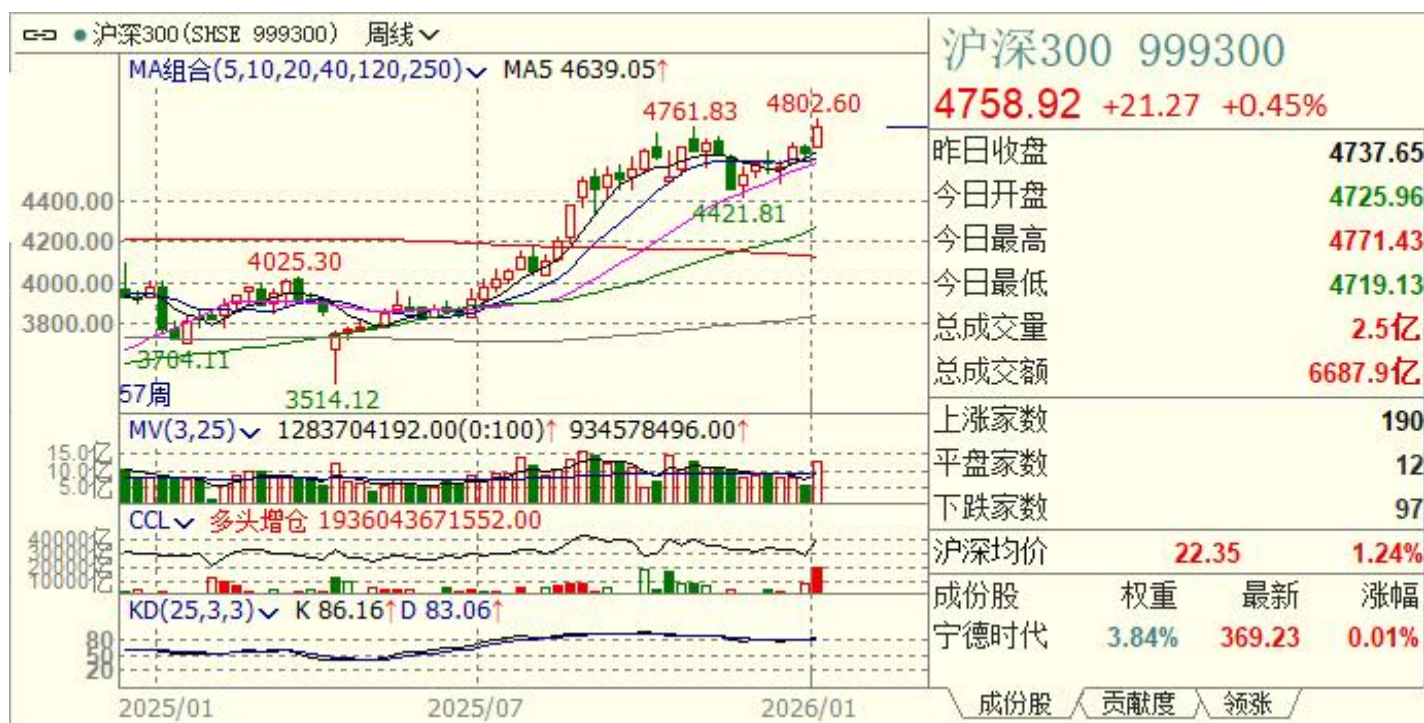 沪深300(SHSE 999300) 周线
MA组合(5,10,20,40,120,250) MA5 4639.05↑
4761.83 4802.60
4400.00
4421.81
4200.00
4025.30
4000.00
3800.00
3704.11
57周
3514.12
MV(3,25) 1283704192.00(0:100)↑ 934578496.00↑
15.0亿
10.0亿
5.0亿
CCL 多头增仓 1936043671552.00
40000亿
30000亿
20000亿
10000亿
KD(25,3,3) K 86.16↑ D 83.06↑
80
50
20
2025/01 2025/07 2026/01
沪深300 999300
4758.92 +21.27 +0.45%
昨日收盘 4737.65
今日开盘 4725.96
今日最高 4771.43
今日最低 4719.13
总成交量 2.5亿
总成交额 6687.9亿
上涨家数 190
平盘家数 12
下跌家数 97
沪深均价 22.35 1.24%
成份股 权重 最新 涨幅
宁德时代 3.84% 369.23 0.01%
成份股 贡献度 领涨